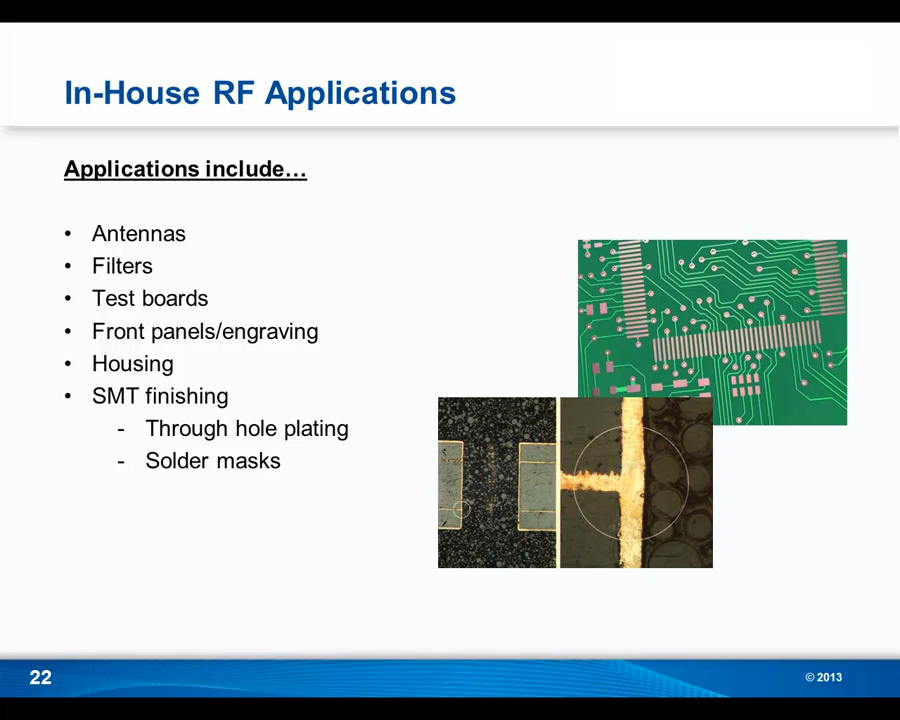 In-House RF Applications
Applications include…
• Antennas
• Filters
• Test boards
• Front panels/engraving
• Housing
• SMT finishing
- Through hole plating
- Solder masks
22
© 2013